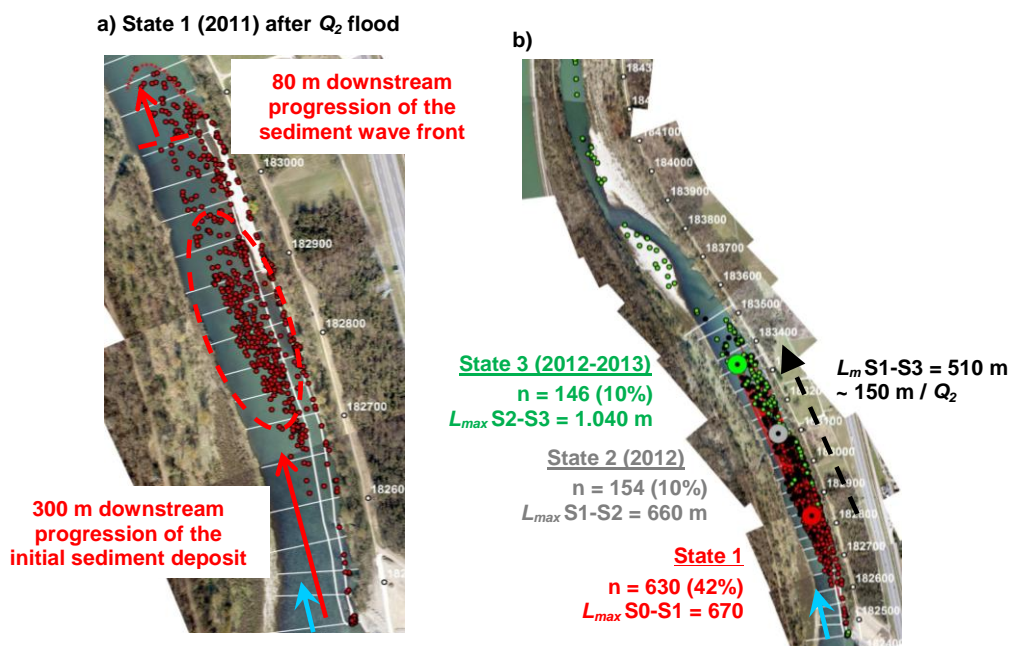 a) State 1 (2011) after Q2 flood
80 m downstream
progression of the
sediment wave front
183000
182900
182800
182700
300 m downstream
progression of the
initial sediment deposit
b)
184100
184000
183900
183800
183700
183600
183500
183400
State 3 (2012-2013)
n = 146 (10%)
Lmax S2-S3 = 1.040 m
Lm S1-S3 = 510 m
~ 150 m / Q2
State 2 (2012)
n = 154 (10%)
Lmax S1-S2 = 660 m
183000
182800
182700
182600
182500
State 1
n = 630 (42%)
Lmax S0-S1 = 670